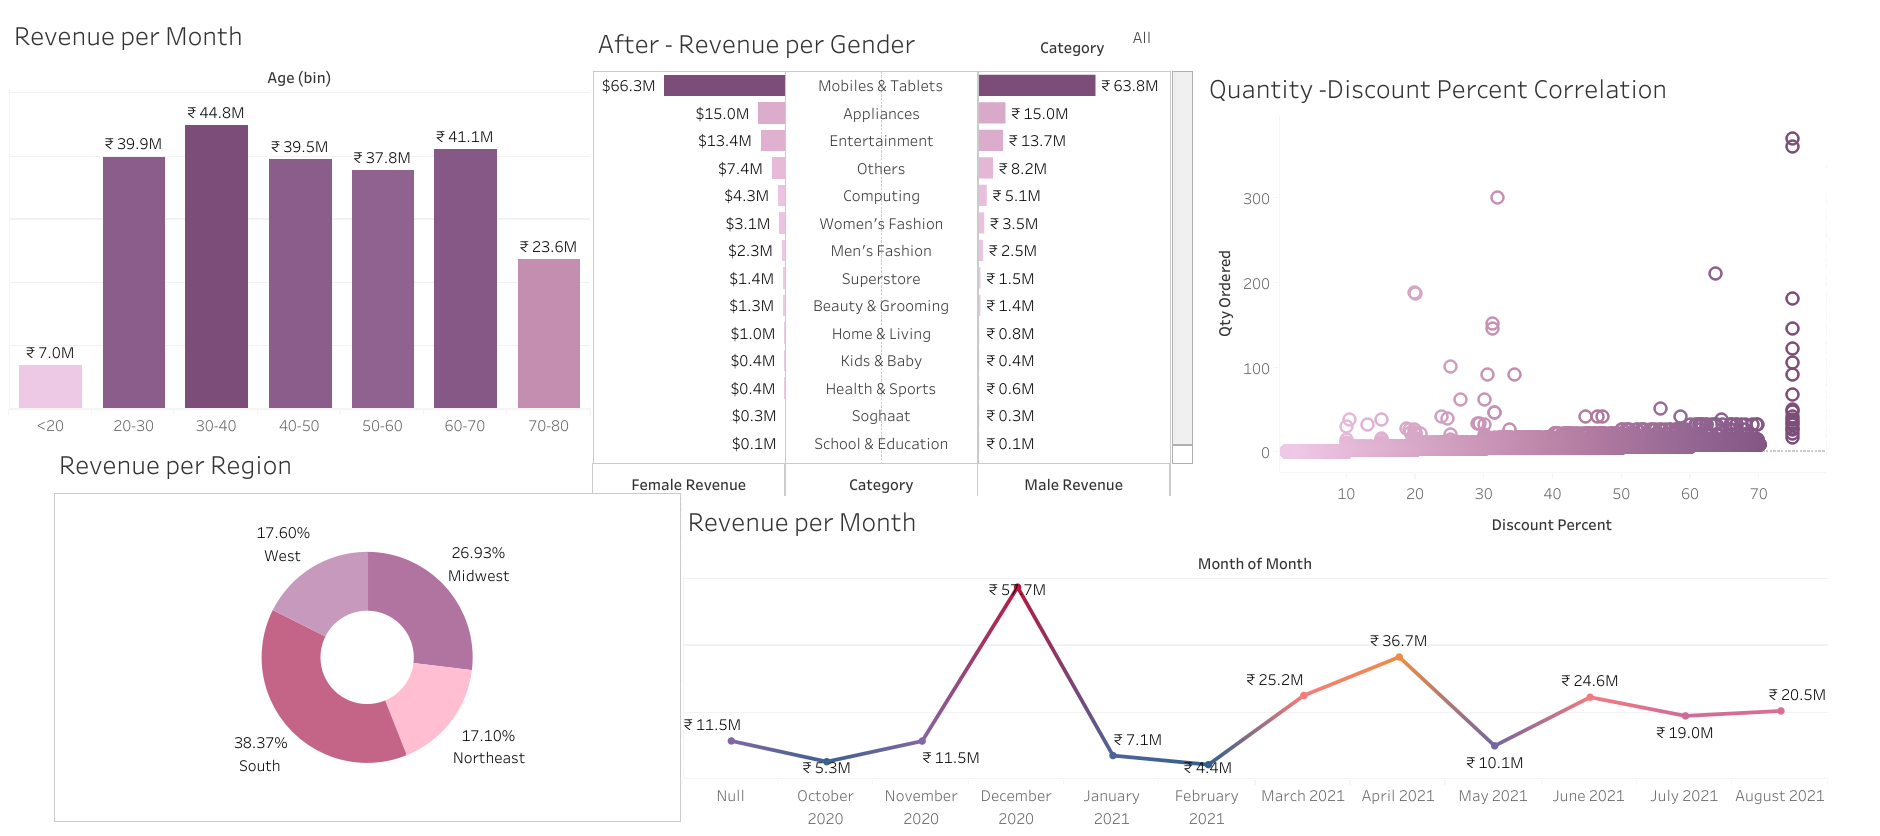 Revenue per Month
Age (bin)
₹ 7.0M
₹ 39.9M
₹ 44.8M
₹ 39.5M
₹ 37.8M
₹ 41.1M
₹ 23.6M
<20
20-30
30-40
40-50
50-60
60-70
70-80
After - Revenue per Gender
Category
All
$66.3M Mobiles & Tablets ₹ 63.8M
$15.0M Appliances ₹ 15.0M
$13.4M Entertainment ₹ 13.7M
$7.4M Others ₹ 8.2M
$4.3M Computing ₹ 5.1M
$3.1M Women's Fashion ₹ 3.5M
$2.3M Men's Fashion ₹ 2.5M
$1.4M Superstore ₹ 1.5M
$1.3M Beauty & Grooming ₹ 1.4M
$1.0M Home & Living ₹ 0.8M
$0.4M Kids & Baby ₹ 0.4M
$0.4M Health & Sports ₹ 0.6M
$0.3M Soghaat ₹ 0.3M
$0.1M School & Education ₹ 0.1M
Female Revenue Category Male Revenue
Quantity -Discount Percent Correlation
Qty Ordered
300
200
100
0
10
20
30
40
50
60
70
Discount Percent
Revenue per Region
17.60%
West
26.93%
Midwest
38.37%
South
17.10%
Northeast
Revenue per Month
Month of Month
₹ 11.5M
₹ 5.3M
₹ 11.5M
₹ 57.7M
₹ 7.1M
₹ 4.4M
₹ 25.2M
₹ 36.7M
₹ 10.1M
₹ 24.6M
₹ 19.0M
₹ 20.5M
Null
October
2020
November
2020
December
2020
January
2021
February
2021
March 2021
April 2021
May 2021
June 2021
July 2021
August 2021